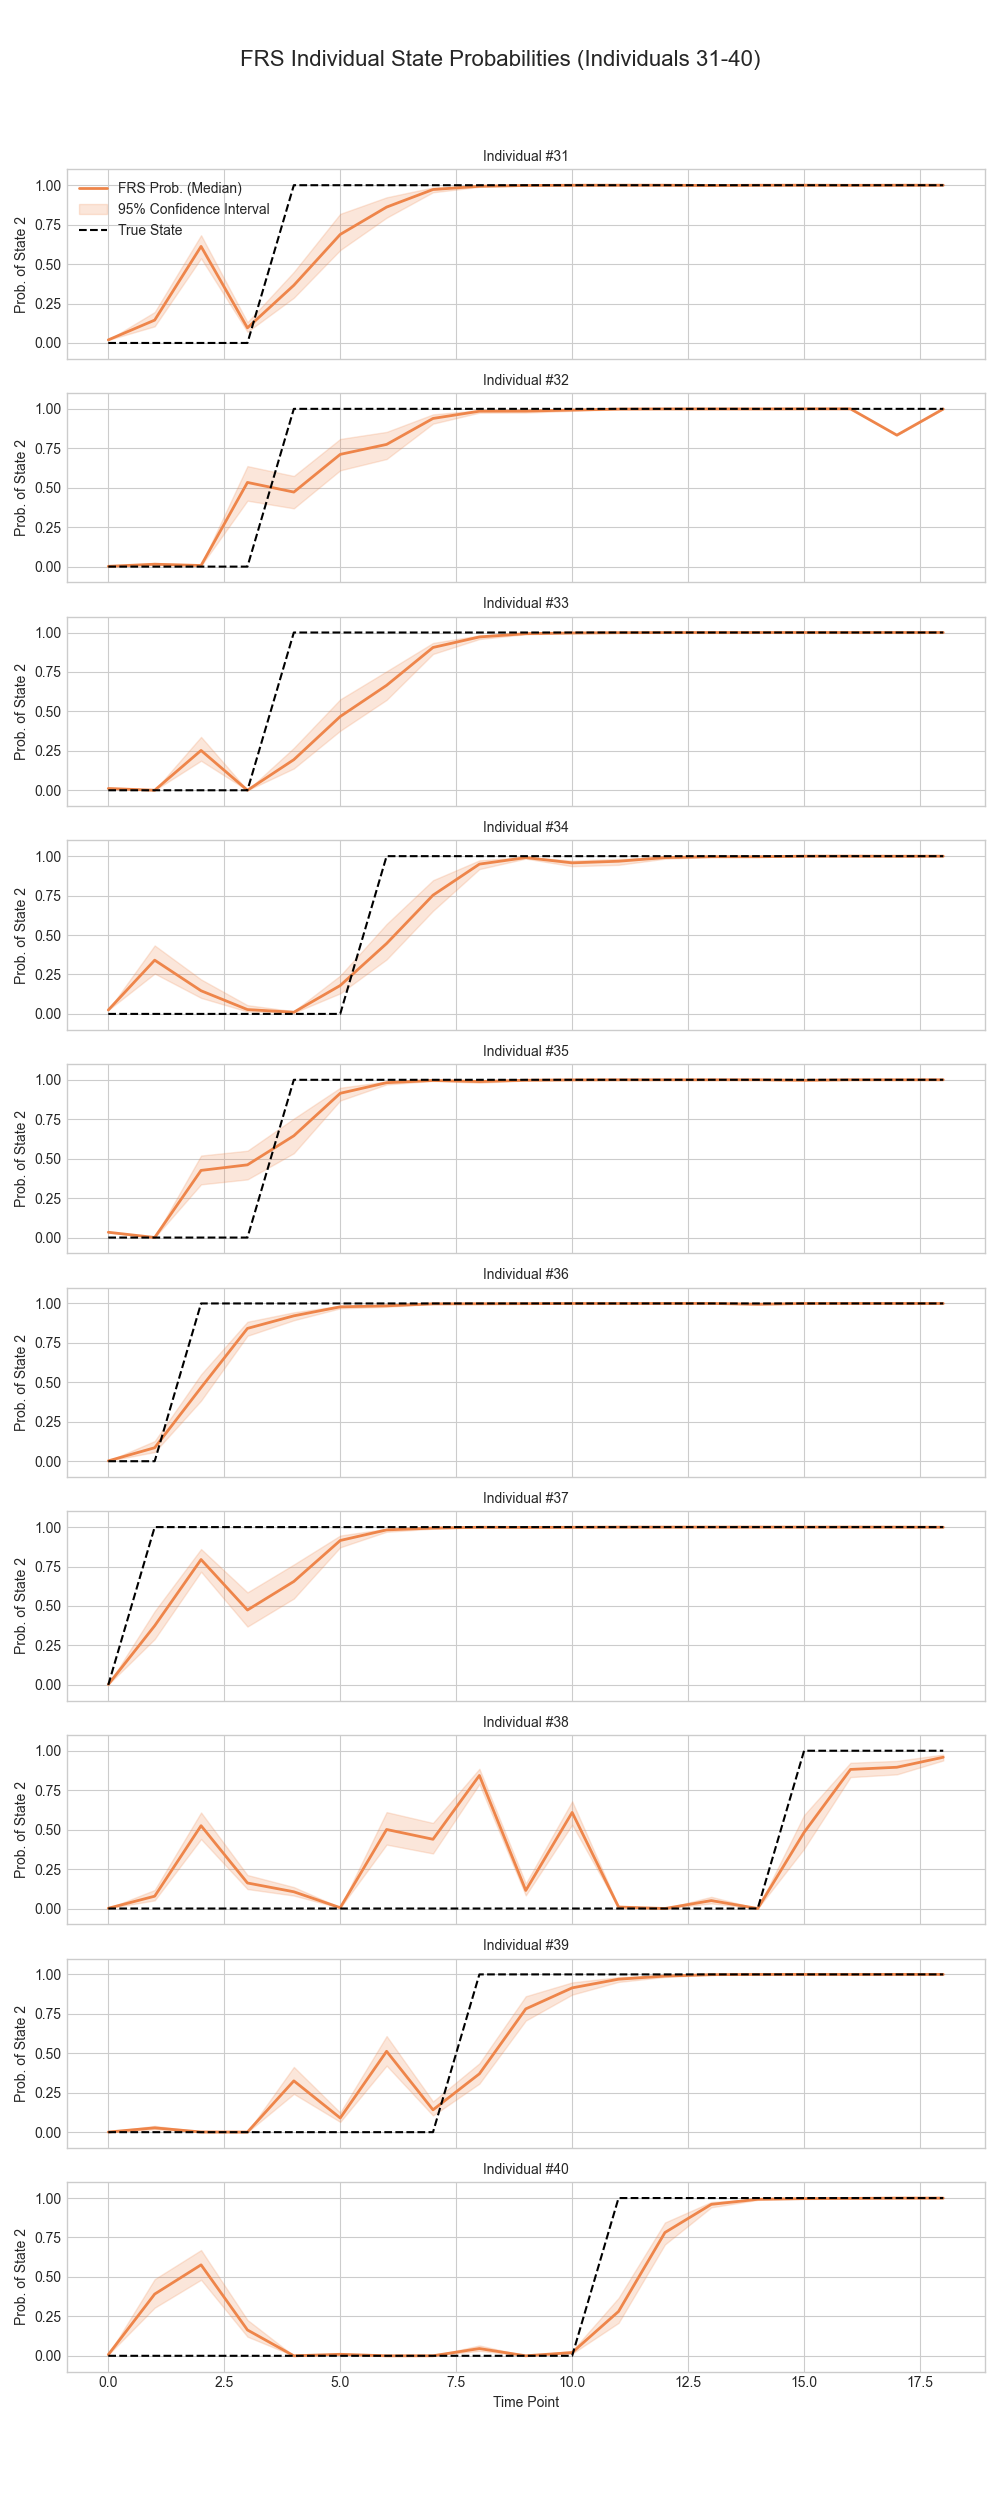 FRS Individual State Probabilities (Individuals 31-40)
Individual #31
FRS Prob. (Median)
95% Confidence Interval
True State
Prob. of State 2
1.00
0.75
0.50
0.25
0.00
Individual #32
Prob. of State 2
1.00
0.75
0.50
0.25
0.00
Individual #33
Prob. of State 2
1.00
0.75
0.50
0.25
0.00
Individual #34
Prob. of State 2
1.00
0.75
0.50
0.25
0.00
Individual #35
Prob. of State 2
1.00
0.75
0.50
0.25
0.00
Individual #36
Prob. of State 2
1.00
0.75
0.50
0.25
0.00
Individual #37
Prob. of State 2
1.00
0.75
0.50
0.25
0.00
Individual #38
Prob. of State 2
1.00
0.75
0.50
0.25
0.00
Individual #39
Prob. of State 2
1.00
0.75
0.50
0.25
0.00
Individual #40
Prob. of State 2
1.00
0.75
0.50
0.25
0.00
0.0 2.5 5.0 7.5 10.0 12.5 15.0 17.5
Time Point